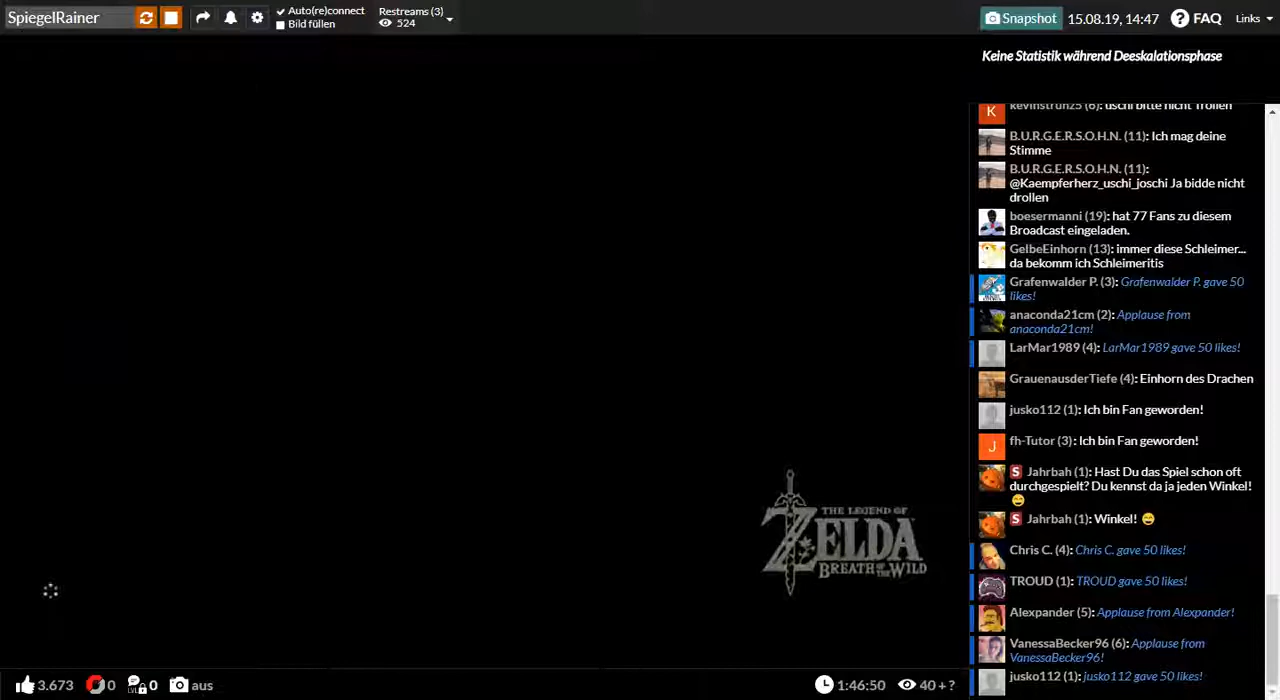 SpiegelRainer
Auto(re)connect
Bild füllen
Restreams (3)
524
Snapshot
15.08.19, 14:47
FAQ
Links
Keine Statistik während Deeskalationsphase
K
kevinstrunz5 (6): uschi bitte nicht Trollen
B.U.R.G.E.R.S.O.H.N. (11): Ich mag deine
Stimme
B.U.R.G.E.R.S.O.H.N. (11):
@Kaempferherz_uschi_joschi Ja bidde nicht
drollen
boesermanni (19): hat 77 Fans zu diesem
Broadcast eingeladen.
GelbeEinhorn (13): immer diese Schleimer...
da bekomm ich Schleimeritis
Grafenwalder P. (3): Grafenwalder P. gave 50
likes!
anaconda21cm (2): Applause from
anaconda21cm!
LarMar1989 (4): LarMar1989 gave 50 likes!
GrauenausderTiefe (4): Einhorn des Drachen
jusko112 (1): Ich bin Fan geworden!
J
fh-Tutor (3): Ich bin Fan geworden!
S Jahrbah (1): Hast Du das Spiel schon oft
durchgespielt? Du kennst da ja jeden Winkel!
S Jahrbah (1): Winkel!
Chris C. (4): Chris C. gave 50 likes!
TROUD (1): TROUD gave 50 likes!
Alexpander (5): Applause from Alexpander!
VanessaBecker96 (6): Applause from
VanessaBecker96!
jusko112 (1): jusko112 gave 50 likes!
THE LEGEND OF
ZELDA
BREATH OF THE WILD
3.673
0
LVL
0
aus
1:46:50
40 + ?